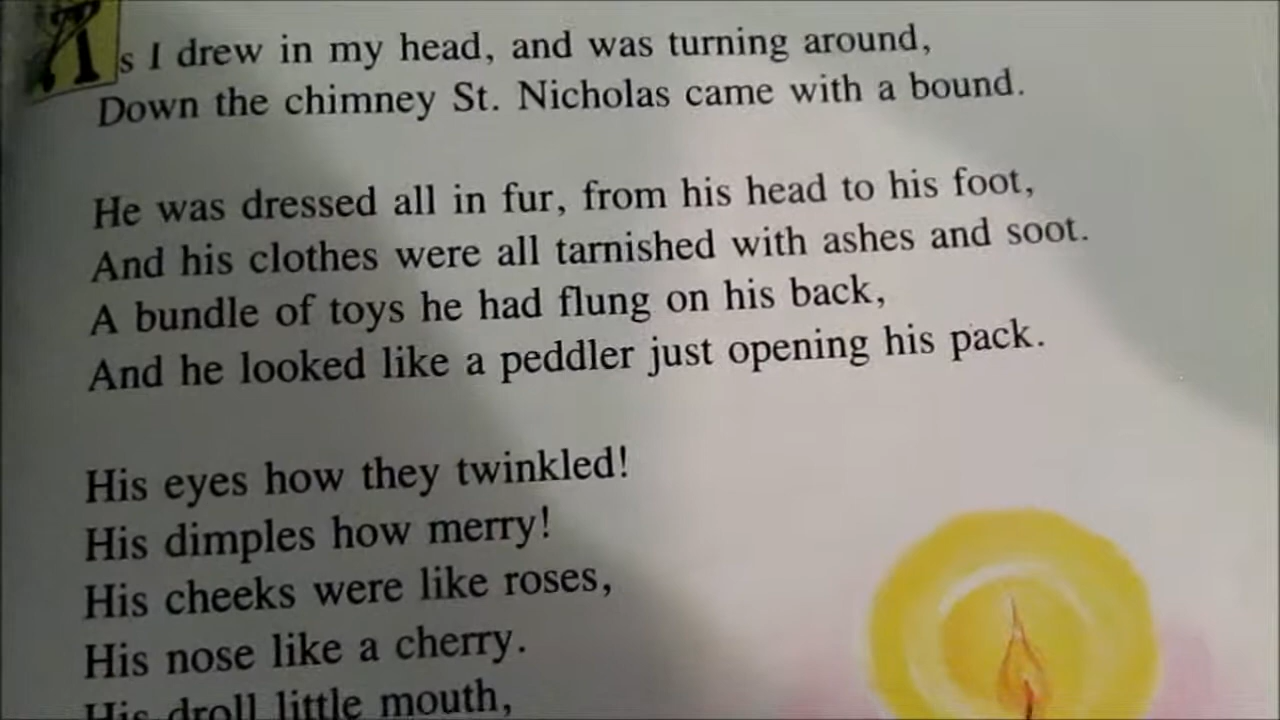 As I drew in my head, and was turning around,
Down the chimney St. Nicholas came with a bound.
He was dressed all in fur, from his head to his foot,
And his clothes were all tarnished with ashes and soot.
A bundle of toys he had flung on his back,
And he looked like a peddler just opening his pack.
His eyes how they twinkled!
His dimples how merry!
His cheeks were like roses,
His nose like a cherry.
His droll little mouth,